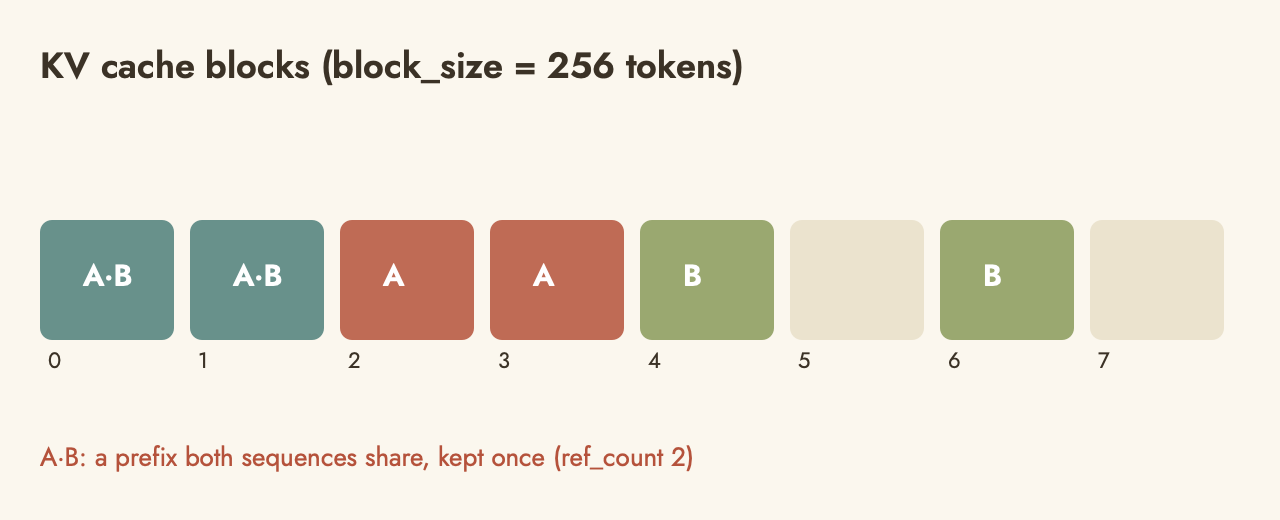 KV cache blocks (block_size = 256 tokens)
A·B A·B A A B B
0 1 2 3 4 5 6 7
A·B: a prefix both sequences share, kept once (ref_count 2)